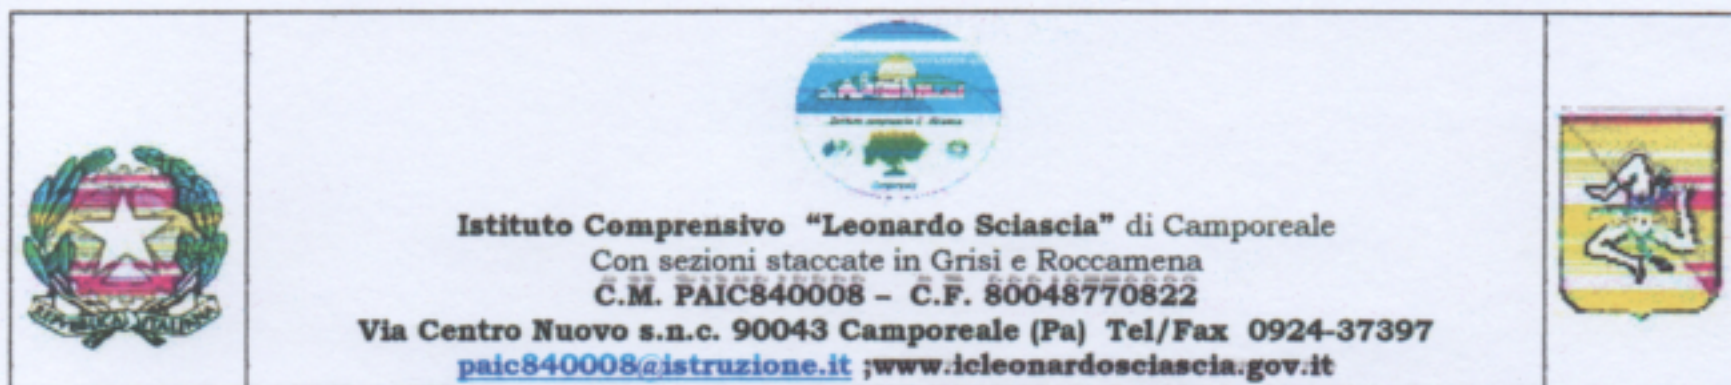 Istituto Comprensivo "Leonardo Sciascia" di Camporeale
Con sezioni staccate in Grisì e Roccamena
C.M. PAIC840008 – C.F. 80048770822
Via Centro Nuovo s.n.c. 90043 Camporeale (Pa) Tel/Fax 0924-37397
paic840008@istruzione.it ;www.icleonardosciascia.gov.it